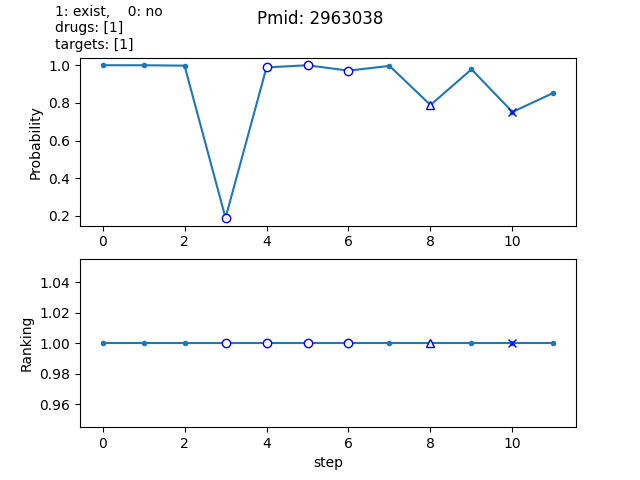 1: exist,    0: no
drugs: [1]
targets: [1]
Pmid: 2963038
Probability
1.0
0.8
0.6
0.4
0.2
0 2 4 6 8 10
Ranking
1.04
1.02
1.00
0.98
0.96
0 2 4 6 8 10
step